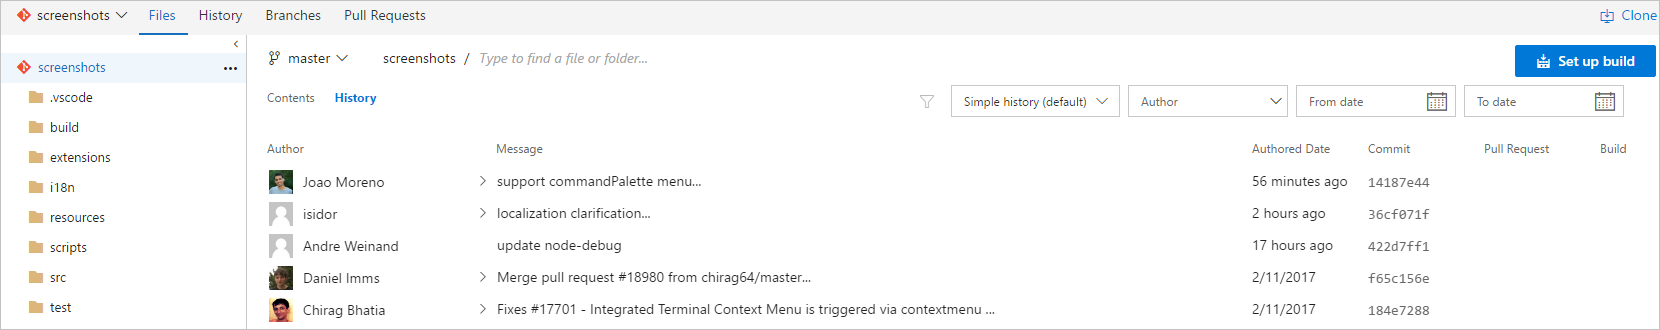 screenshots Files History Branches Pull Requests Clone
screenshots
.vscode
build
extensions
i18n
resources
scripts
src
test
master screenshots / Type to find a file or folder... Set up build
Contents History Simple history (default) Author From date To date
Author Message Authored Date Commit Pull Request Build
Joao Moreno support commandPalette menu... 56 minutes ago 14187e44
isidor localization clarification... 2 hours ago 36cf071f
Andre Weinand update node-debug 17 hours ago 422d7ff1
Daniel Imms Merge pull request #18980 from chirag64/master... 2/11/2017 f65c156e
Chirag Bhatia Fixes #17701 - Integrated Terminal Context Menu is triggered via contextmenu ... 2/11/2017 184e7288